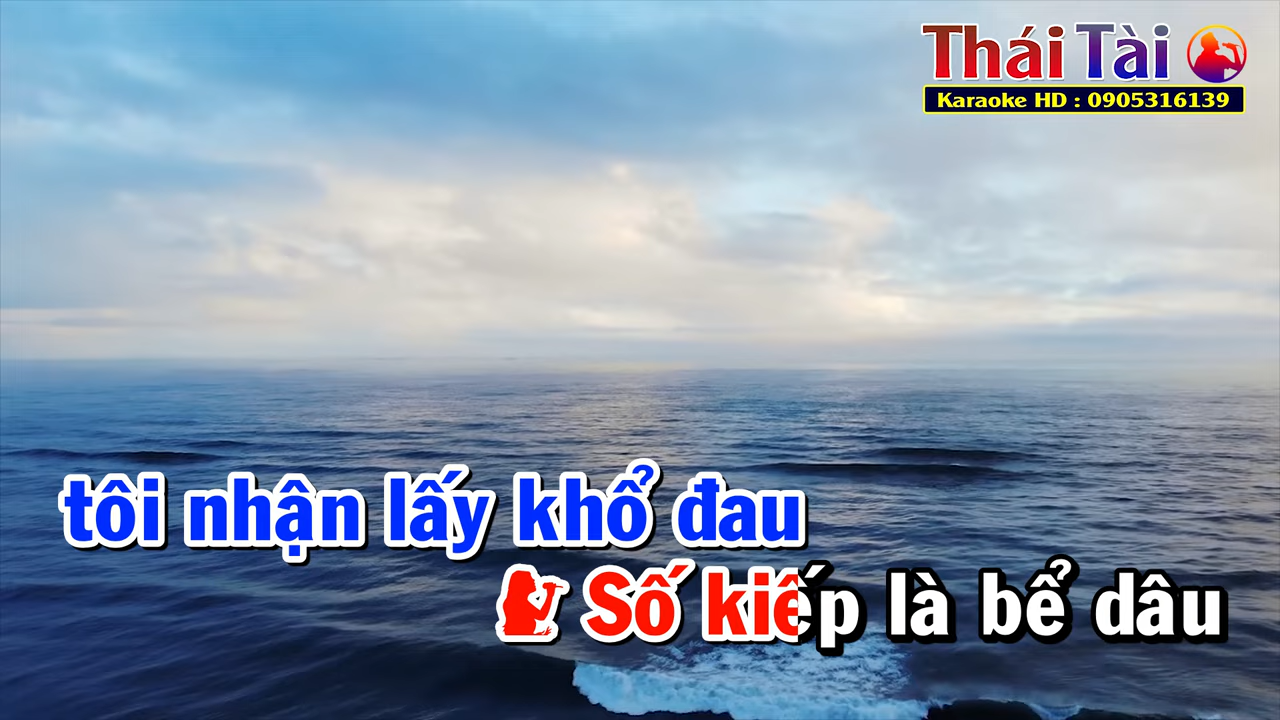 Thái Tài
Karaoke HD : 0905316139
tôi nhận lấy khổ đau
Số kiếp là bể dâu